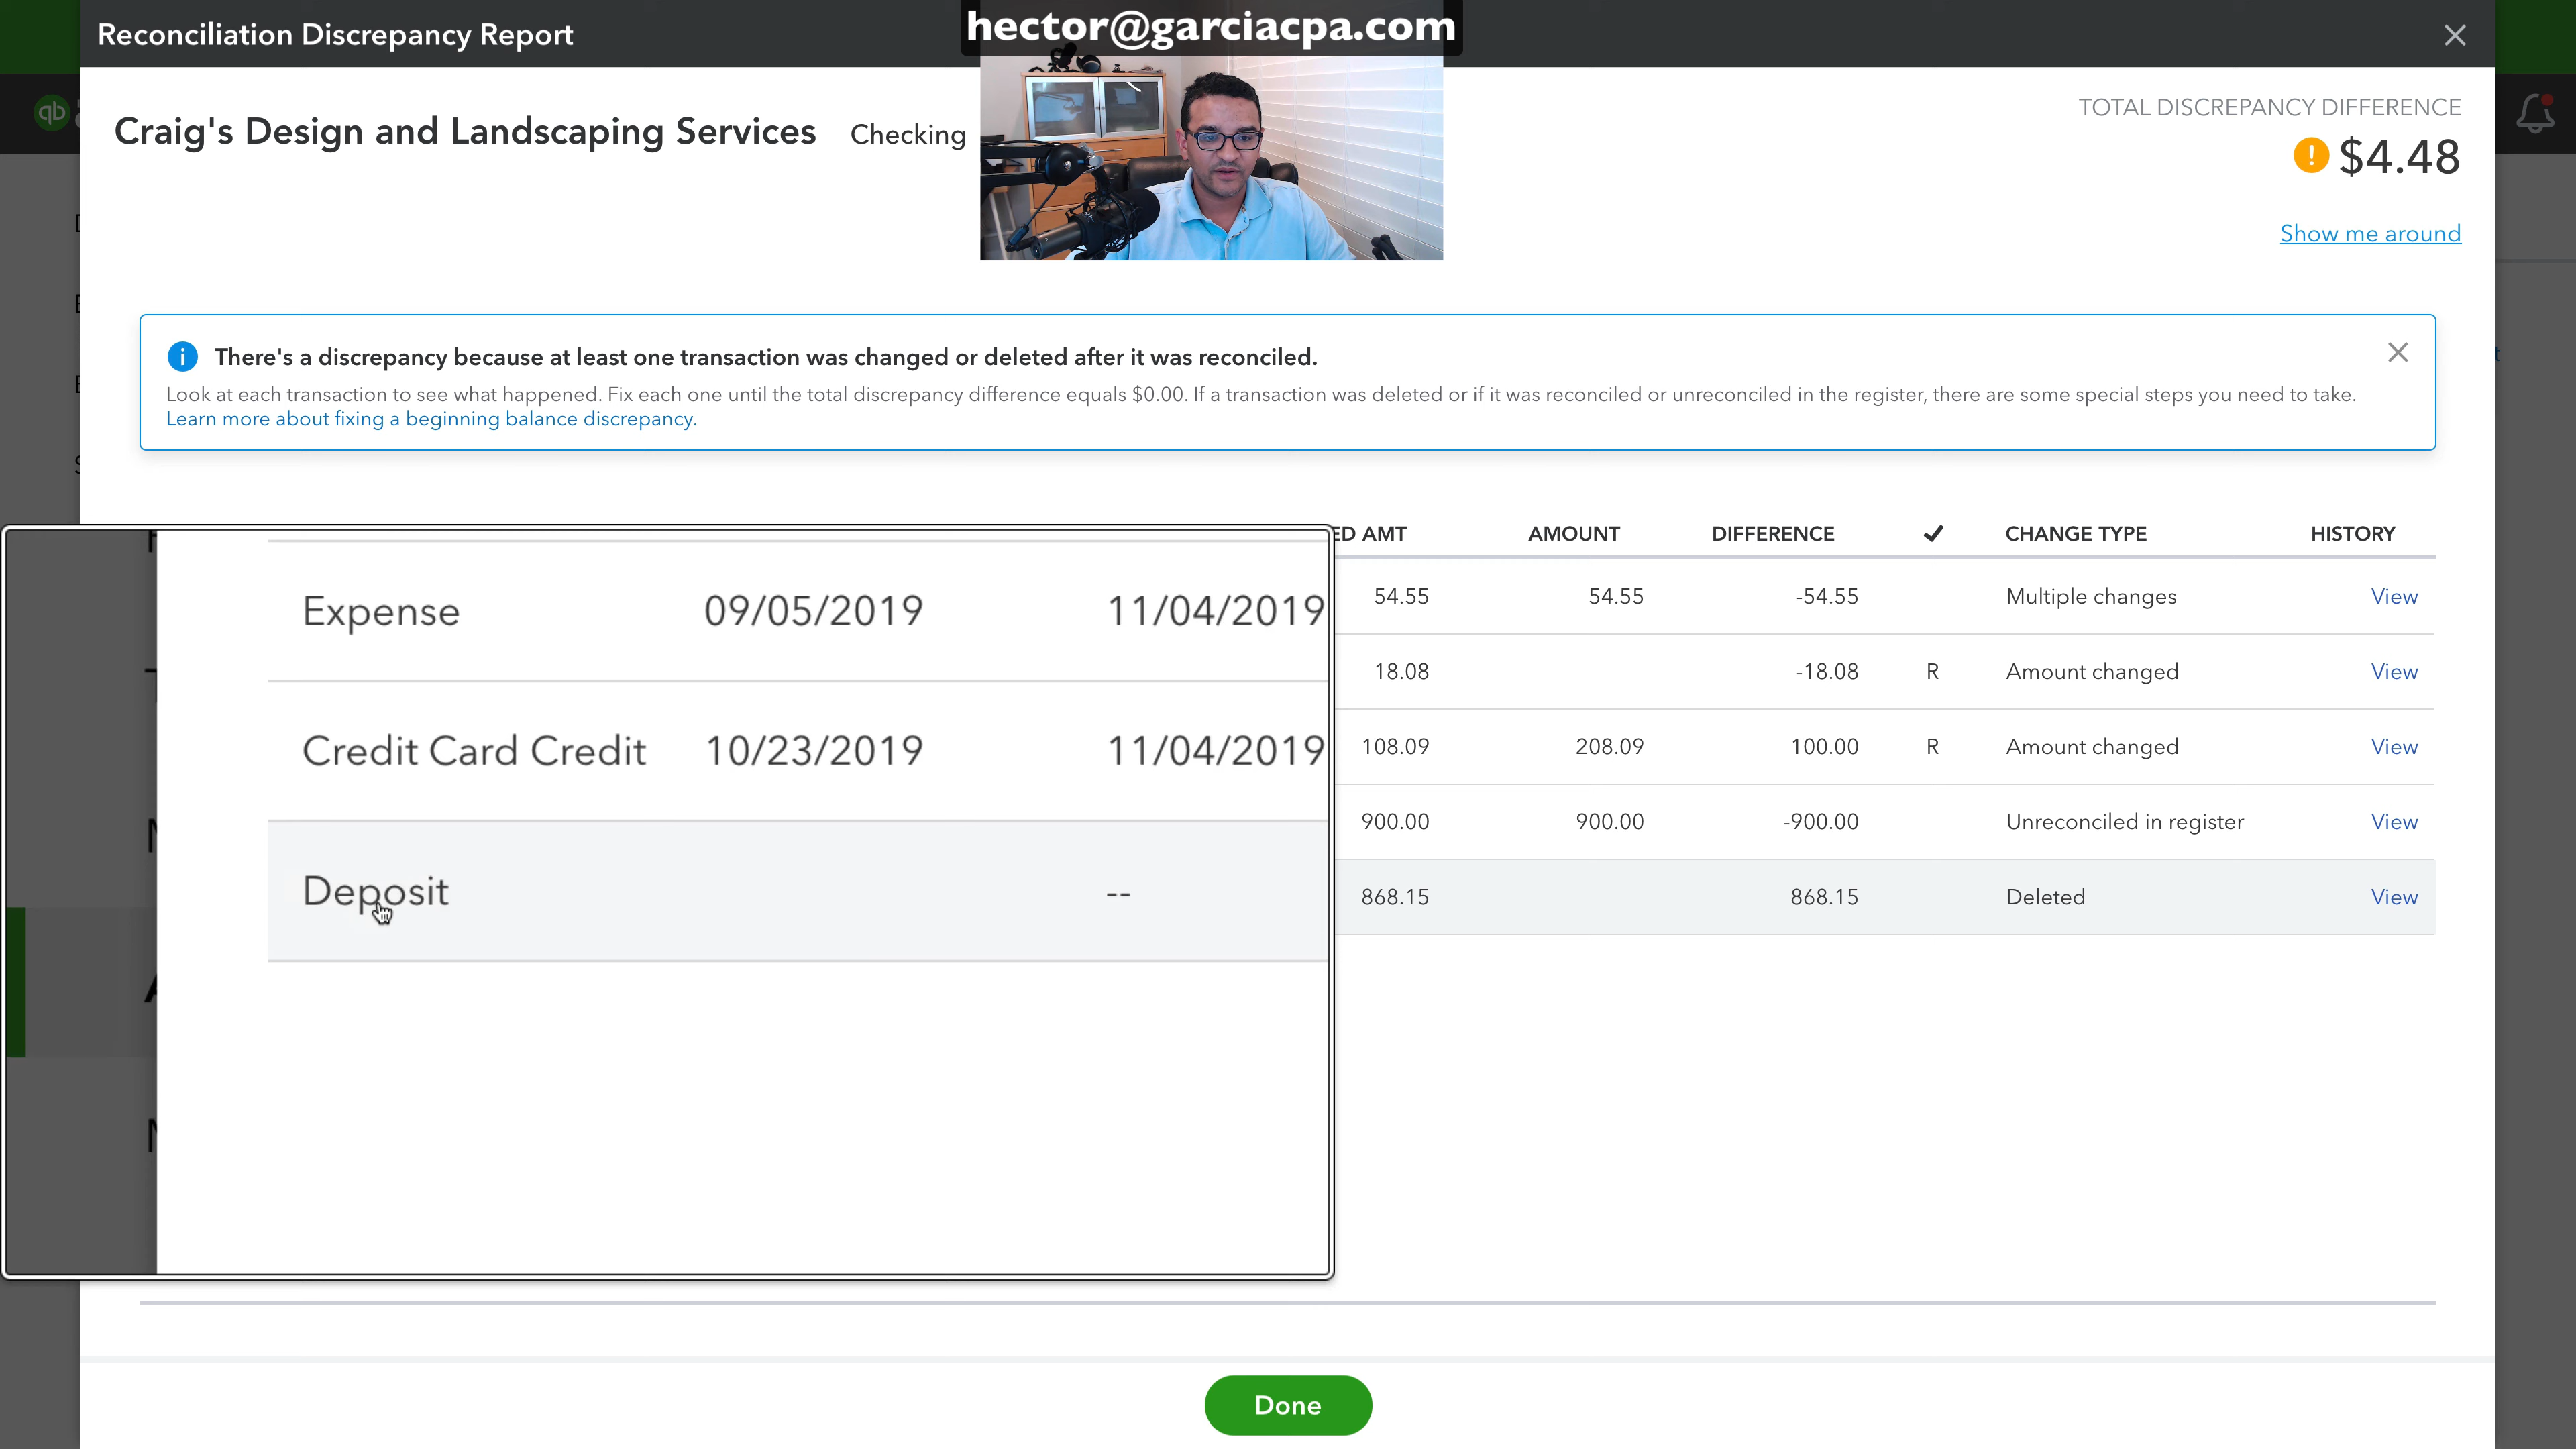 Reconciliation Discrepancy Report
hector@garciacpa.com
qb
Craig's Design and Landscaping Services Checking
TOTAL DISCREPANCY DIFFERENCE
$4.48
Show me around
There's a discrepancy because at least one transaction was changed or deleted after it was reconciled.
Look at each transaction to see what happened. Fix each one until the total discrepancy difference equals $0.00. If a transaction was deleted or if it was reconciled or unreconciled in the register, there are some special steps you need to take.
Learn more about fixing a beginning balance discrepancy.
AMT AMOUNT DIFFERENCE ✓ CHANGE TYPE HISTORY
54.55 54.55 -54.55 Multiple changes View
18.08 -18.08 R Amount changed View
108.09 208.09 100.00 R Amount changed View
900.00 900.00 -900.00 Unreconciled in register View
868.15 868.15 Deleted View
Expense 09/05/2019 11/04/2019
Credit Card Credit 10/23/2019 11/04/2019
Deposit --
Done